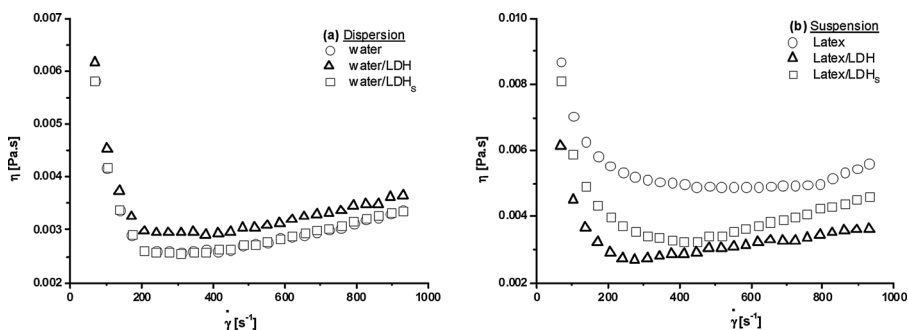 0.007
0.006
0.005
0.004
0.003
0.002
0 200 400 600 800 1000
η [Pa.s]
γ̇ [s⁻¹]
(a) Dispersion
water
water/LDH
water/LDHₛ
0.010
0.008
0.006
0.004
0.002
0 200 400 600 800 1000
η [Pa.s]
γ̇ [s⁻¹]
(b) Suspension
Latex
Latex/LDH
Latex/LDHₛ